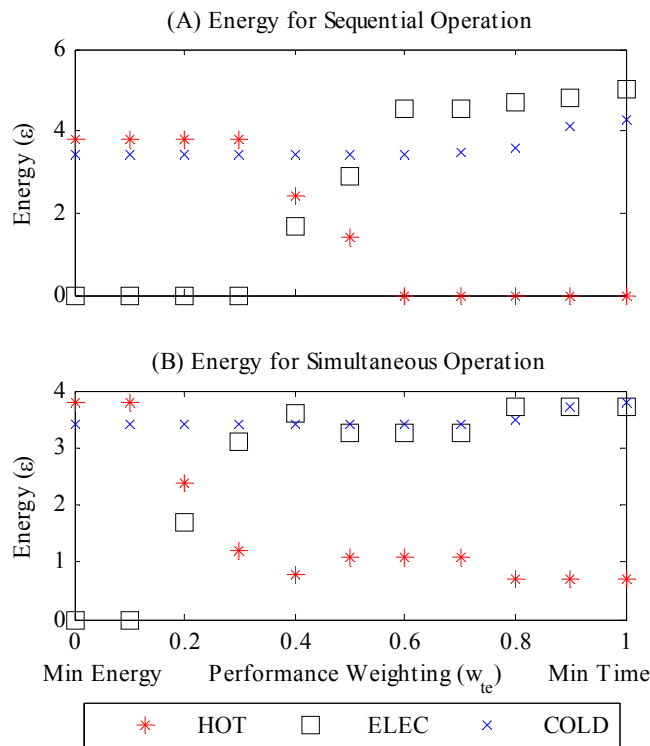 (A) Energy for Sequential Operation
Energy (ε)
6
4
2
0
(B) Energy for Simultaneous Operation
Energy (ε)
4
3
2
1
0
0 0.2 0.4 0.6 0.8 1
Min Energy Performance Weighting (wte) Min Time
HOT ELEC COLD